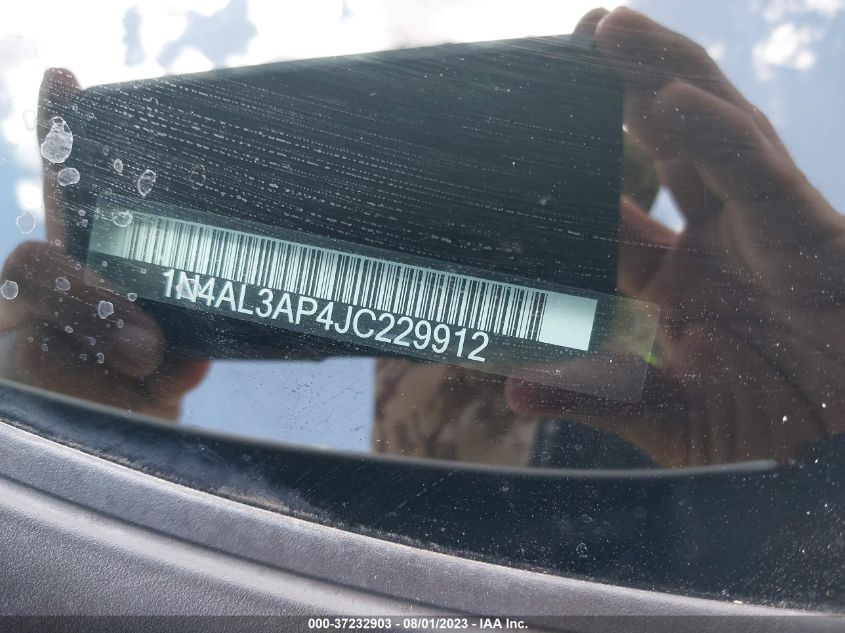 1N4AL3AP4JC229912
000-37232903 - 08/01/2023 - IAA Inc.